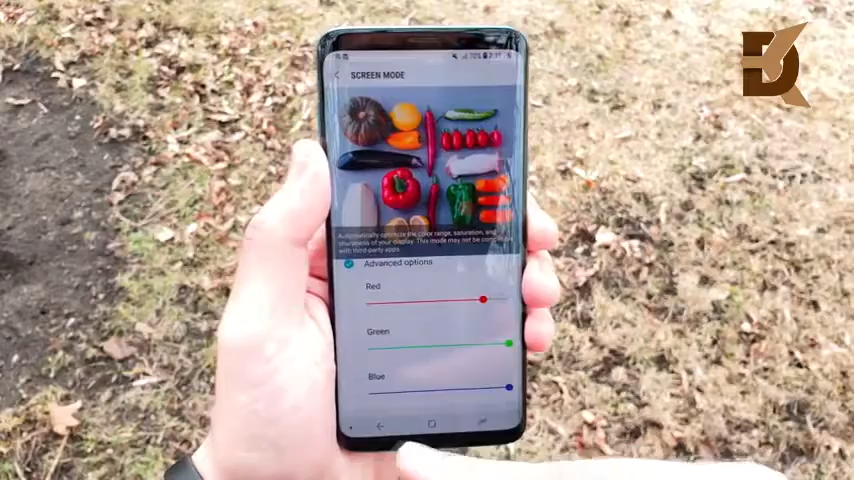 SCREEN MODE
Automatically optimize the color range, saturation, and
sharpness of your display. This mode may not be
with third-party apps.
Advanced options
Red
Green
Blue